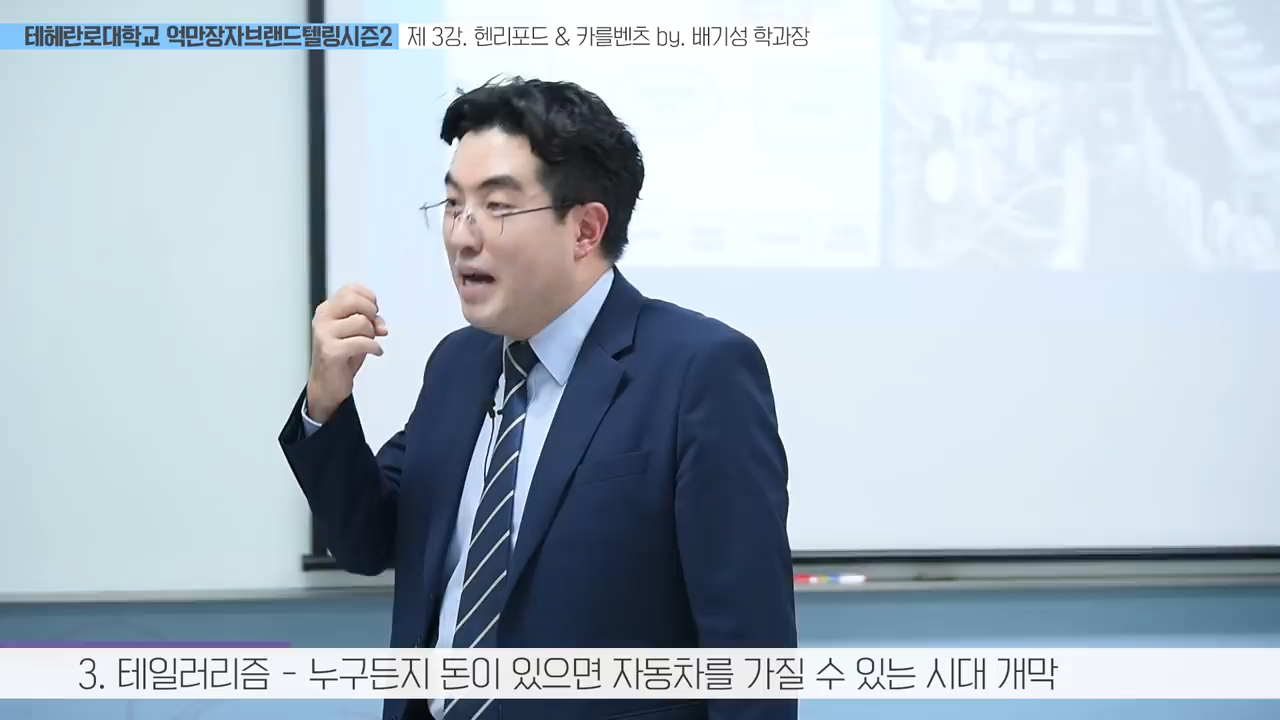 테헤란로대학교 억만장자브랜드텔링시즌2 제 3강. 헨리포드 & 카를벤츠 by. 배기성 학과장
3. 테일러리즘 - 누구든지 돈이 있으면 자동차를 가질 수 있는 시대 개막